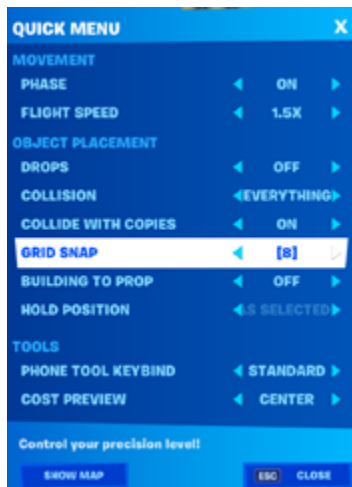 QUICK MENU X
MOVEMENT
PHASE ON
FLIGHT SPEED 1.5X
OBJECT PLACEMENT
DROPS OFF
COLLISION EVERYTHING
COLLIDE WITH COPIES ON
GRID SNAP [8]
BUILDING TO PROP OFF
HOLD POSITION AS SELECTED
TOOLS
PHONE TOOL KEYBIND STANDARD
COST PREVIEW CENTER
Control your precision level!
SHOW MAP ESC CLOSE